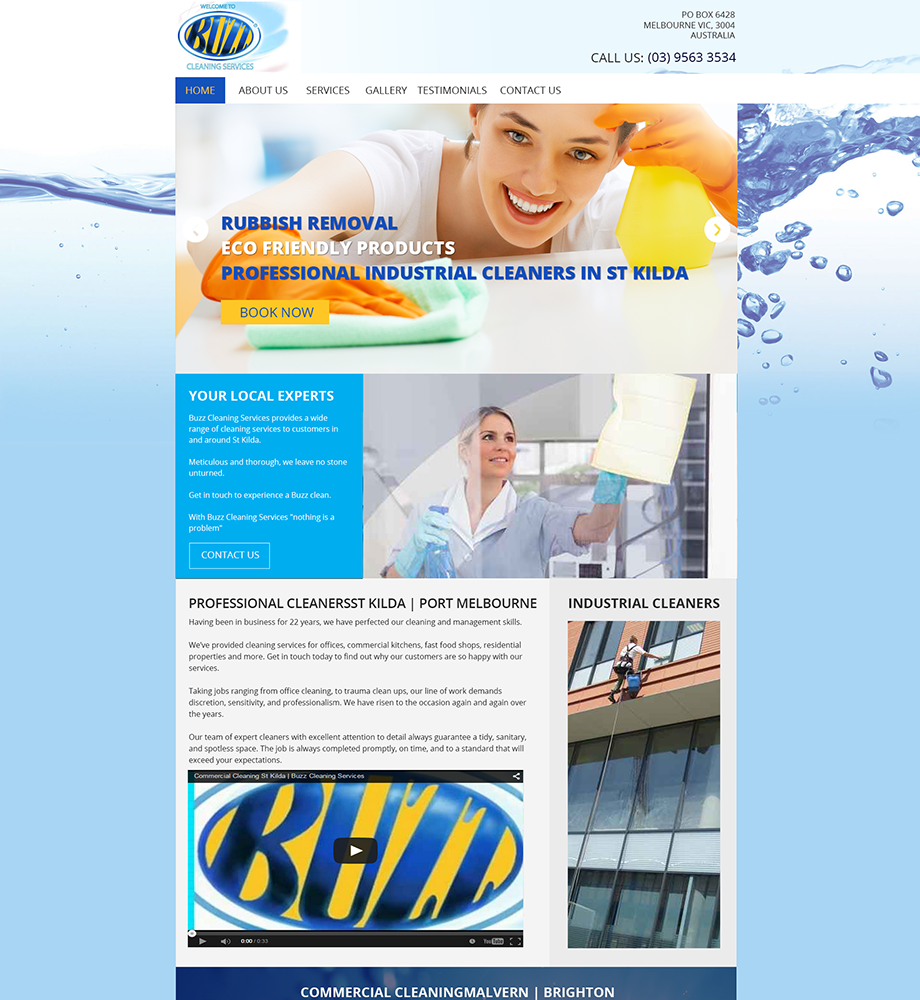 WELCOME TO
BUZZ
CLEANING SERVICES
PO BOX 6428
MELBOURNE VIC, 3004
AUSTRALIA
CALL US: (03) 9563 3534
HOME ABOUT US SERVICES GALLERY TESTIMONIALS CONTACT US
RUBBISH REMOVAL
ECO FRIENDLY PRODUCTS
PROFESSIONAL INDUSTRIAL CLEANERS IN ST KILDA
BOOK NOW
YOUR LOCAL EXPERTS
Buzz Cleaning Services provides a wide
range of cleaning services to customers in
and around St Kilda.
Meticulous and thorough, we leave no stone
unturned.
Get in touch to experience a Buzz clean.
With Buzz Cleaning Services "nothing is a
problem"
CONTACT US
PROFESSIONAL CLEANERSST KILDA | PORT MELBOURNE
Having been in business for 22 years, we have perfected our cleaning and management skills.
We've provided cleaning services for offices, commercial kitchens, fast food shops, residential
properties and more. Get in touch today to find out why our customers are so happy with our
services.
Taking jobs ranging from office cleaning, to trauma clean ups, our line of work demands
discretion, sensitivity, and professionalism. We have risen to the occasion again and again over
the years.
Our team of expert cleaners with excellent attention to detail always guarantee a tidy, sanitary,
and spotless space. The job is always completed promptly, on time, and to a standard that will
exceed your expectations.
Commercial Cleaning St Kilda | Buzz Cleaning Services
BUZZ
0:00 / 0:33
YouTube
INDUSTRIAL CLEANERS
COMMERCIAL CLEANINGMALVERN | BRIGHTON